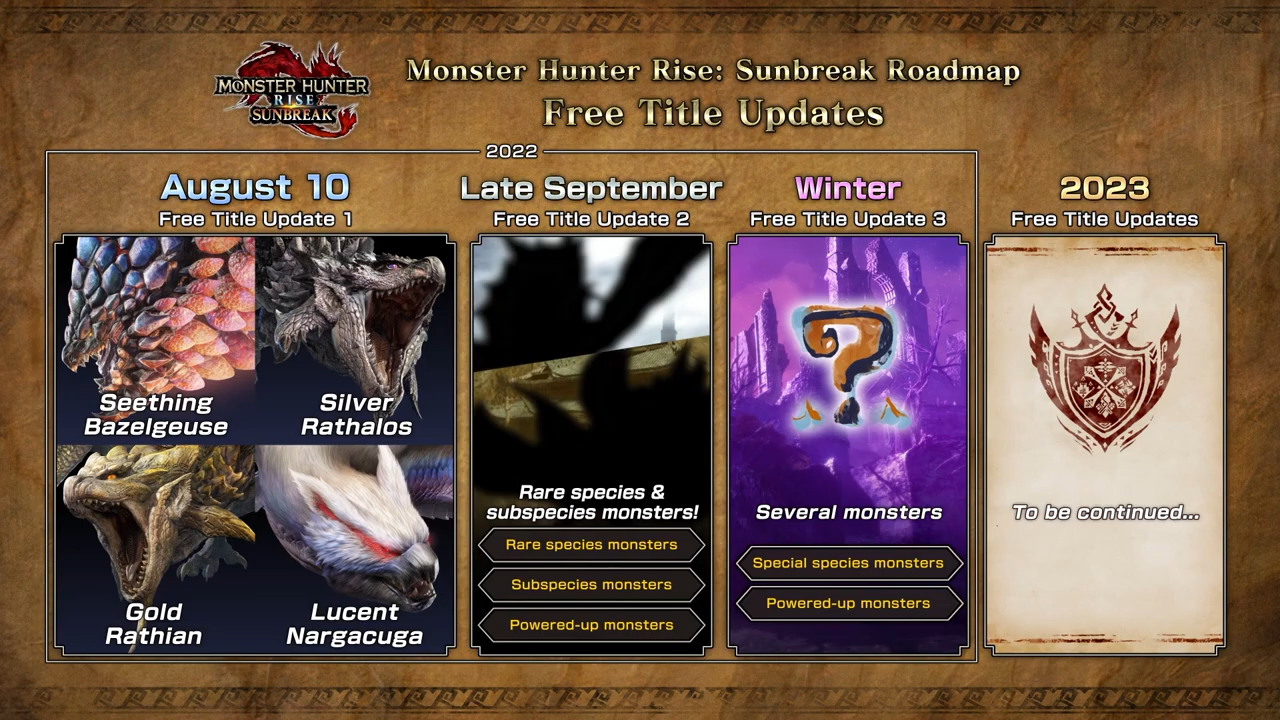 MONSTER HUNTER
RISE
SUNBREAK
Monster Hunter Rise: Sunbreak Roadmap
Free Title Updates
2022
August 10
Free Title Update 1
Seething
Bazelgeuse
Silver
Rathalos
Gold
Rathian
Lucent
Nargacuga
Late September
Free Title Update 2
Rare species &
subspecies monsters!
Rare species monsters
Subspecies monsters
Powered-up monsters
Winter
Free Title Update 3
?
Several monsters
Special species monsters
Powered-up monsters
2023
Free Title Updates
To be continued...